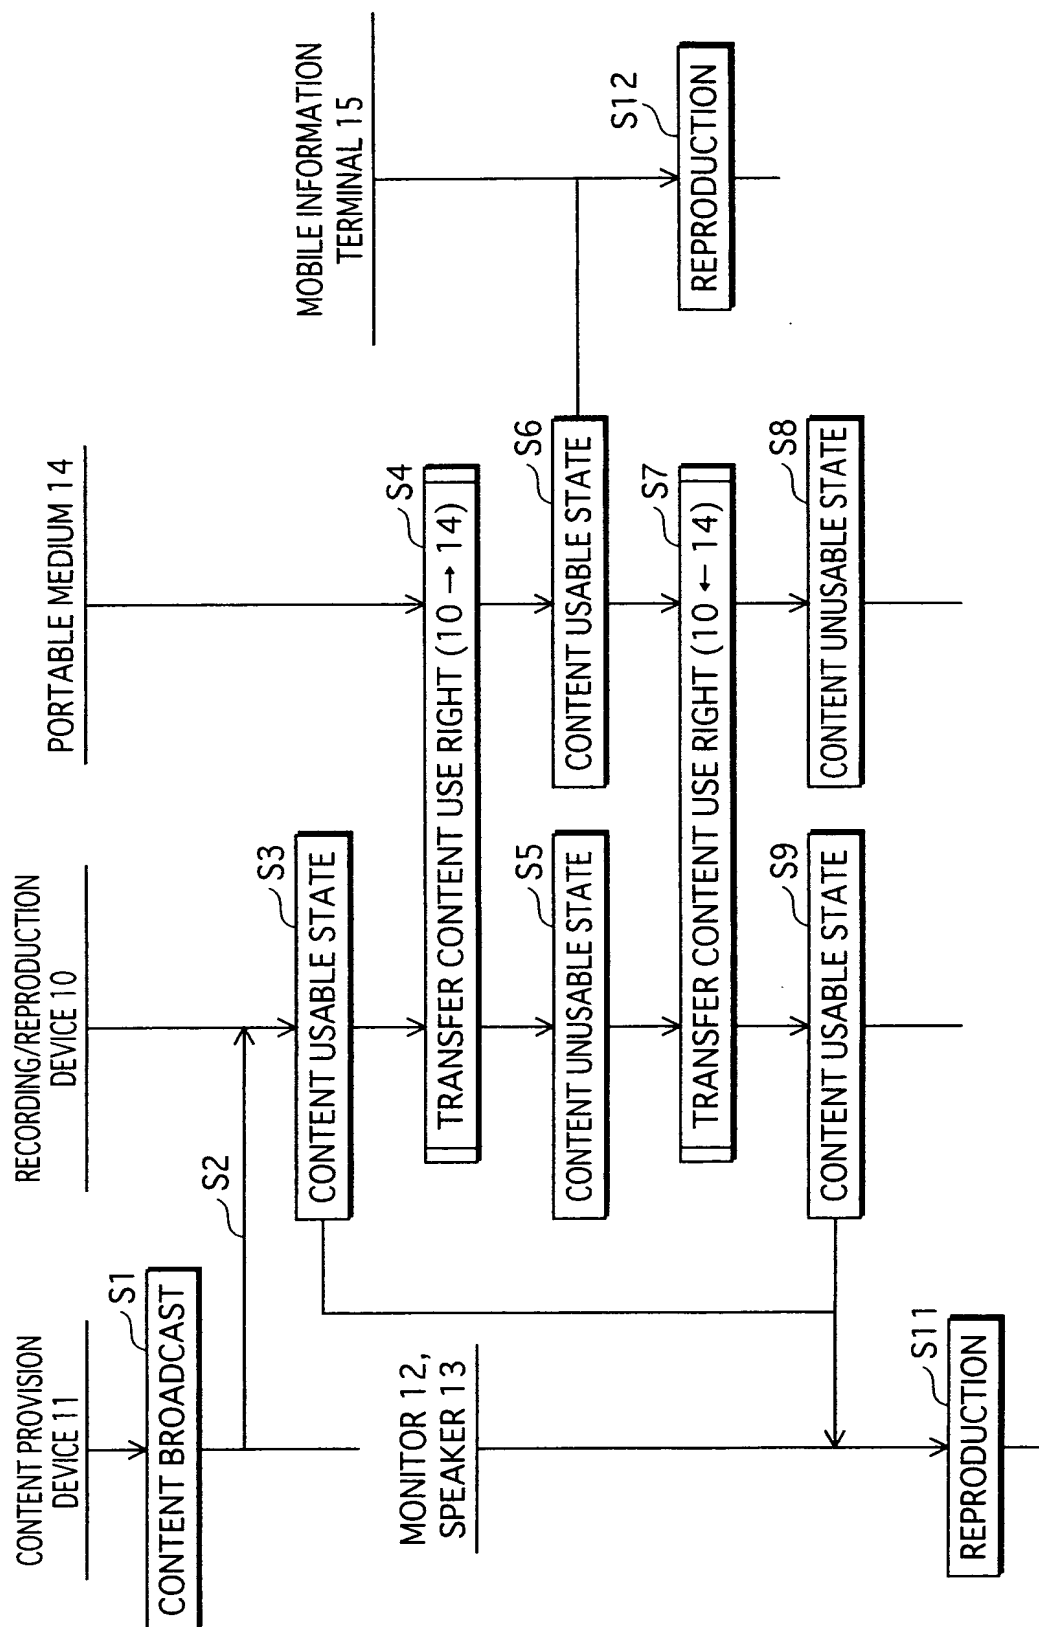 CONTENT PROVISION
DEVICE 11
RECORDING/REPRODUCTION
DEVICE 10
PORTABLE MEDIUM 14
MOBILE INFORMATION
TERMINAL 15
S1
CONTENT BROADCAST
S2
S3
CONTENT USABLE STATE
S4
TRANSFER CONTENT USE RIGHT (10 → 14)
MONITOR 12,
SPEAKER 13
S5
CONTENT UNUSABLE STATE
S6
CONTENT USABLE STATE
S12
REPRODUCTION
S7
TRANSFER CONTENT USE RIGHT (10 ← 14)
S9
CONTENT USABLE STATE
S8
CONTENT UNUSABLE STATE
S11
REPRODUCTION